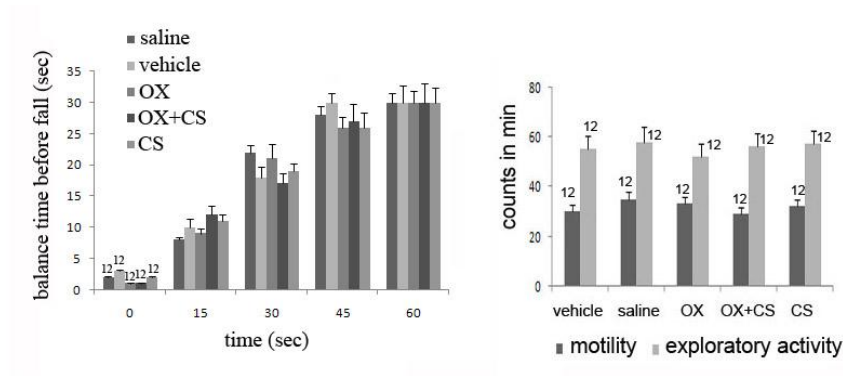 saline
vehicle
OX
OX+CS
CS
balance time before fall (sec)
35
30
25
20
15
10
5
0
12 12 12 12 12
0 15 30 45 60
time (sec)
counts in min
80
60
40
20
0
12 12 12 12 12 12 12 12 12 12
vehicle saline OX OX+CS CS
motility exploratory activity